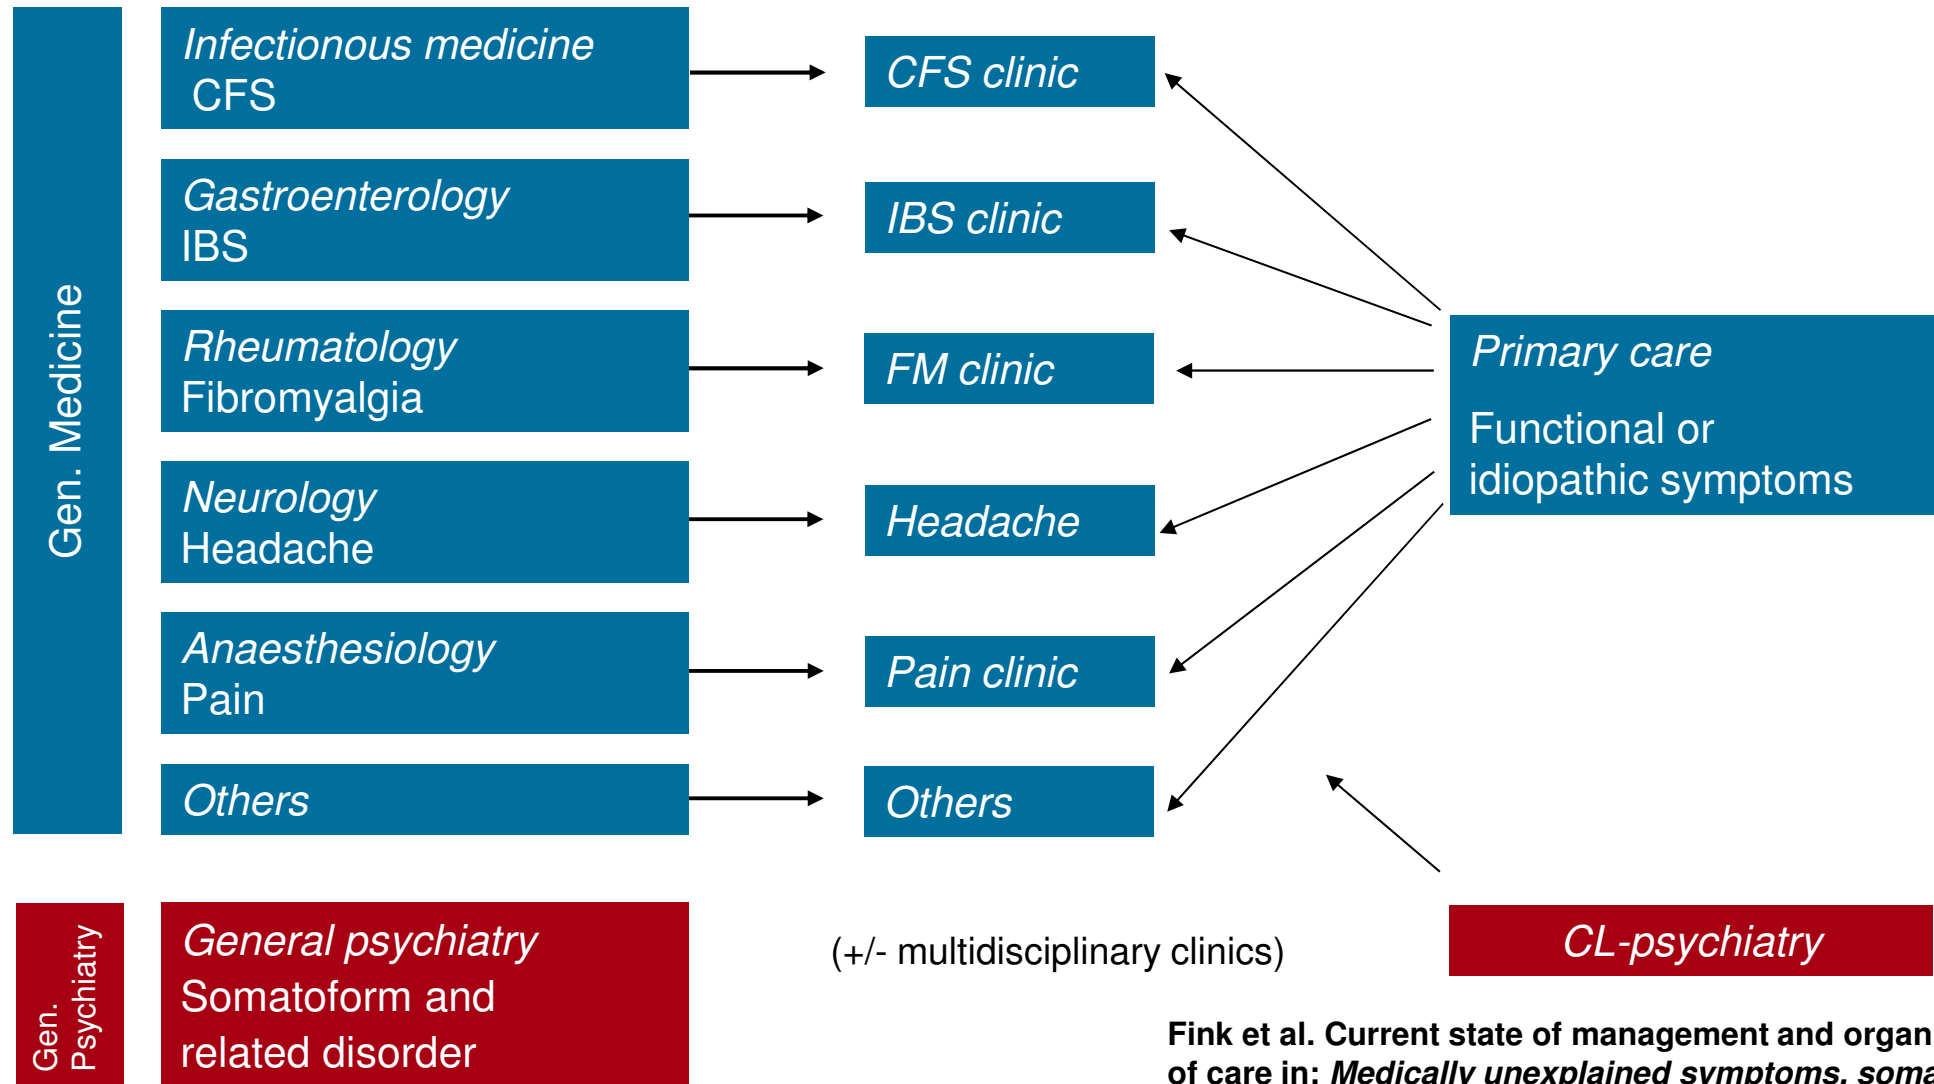 Gen. Medicine
Infectionous medicine
CFS
Gastroenterology
IBS
Rheumatology
Fibromyalgia
Neurology
Headache
Anaesthesiology
Pain
Others
CFS clinic
IBS clinic
FM clinic
Headache
Pain clinic
Others
Primary care
Functional or
idiopathic symptoms
Gen.
Psychiatry
General psychiatry
Somatoform and
related disorder
(+/- multidisciplinary clinics)
CL-psychiatry
Fink et al. Current state of management and organ
of care in: Medically unexplained symptoms, soma